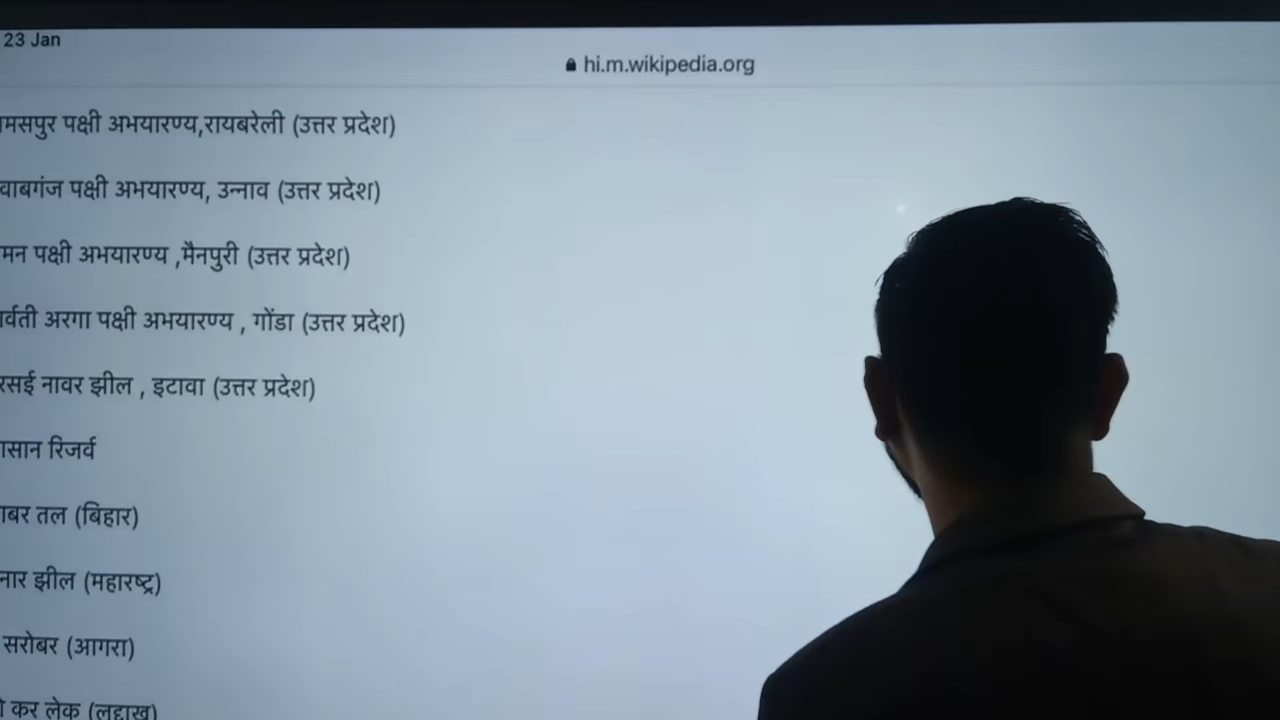 23 Jan
hi.m.wikipedia.org
मसपुर पक्षी अभयारण्य,रायबरेली (उत्तर प्रदेश)
वाबगंज पक्षी अभयारण्य, उन्नाव (उत्तर प्रदेश)
मन पक्षी अभयारण्य ,मैनपुरी (उत्तर प्रदेश)
र्वती अरगा पक्षी अभयारण्य , गोंडा (उत्तर प्रदेश)
रसई नावर झील , इटावा (उत्तर प्रदेश)
ासान रिजर्व
ाबर तल (बिहार)
नार झील (महारष्ट्र)
सरोबर (आगरा)
कर लेक (लद्दाख)